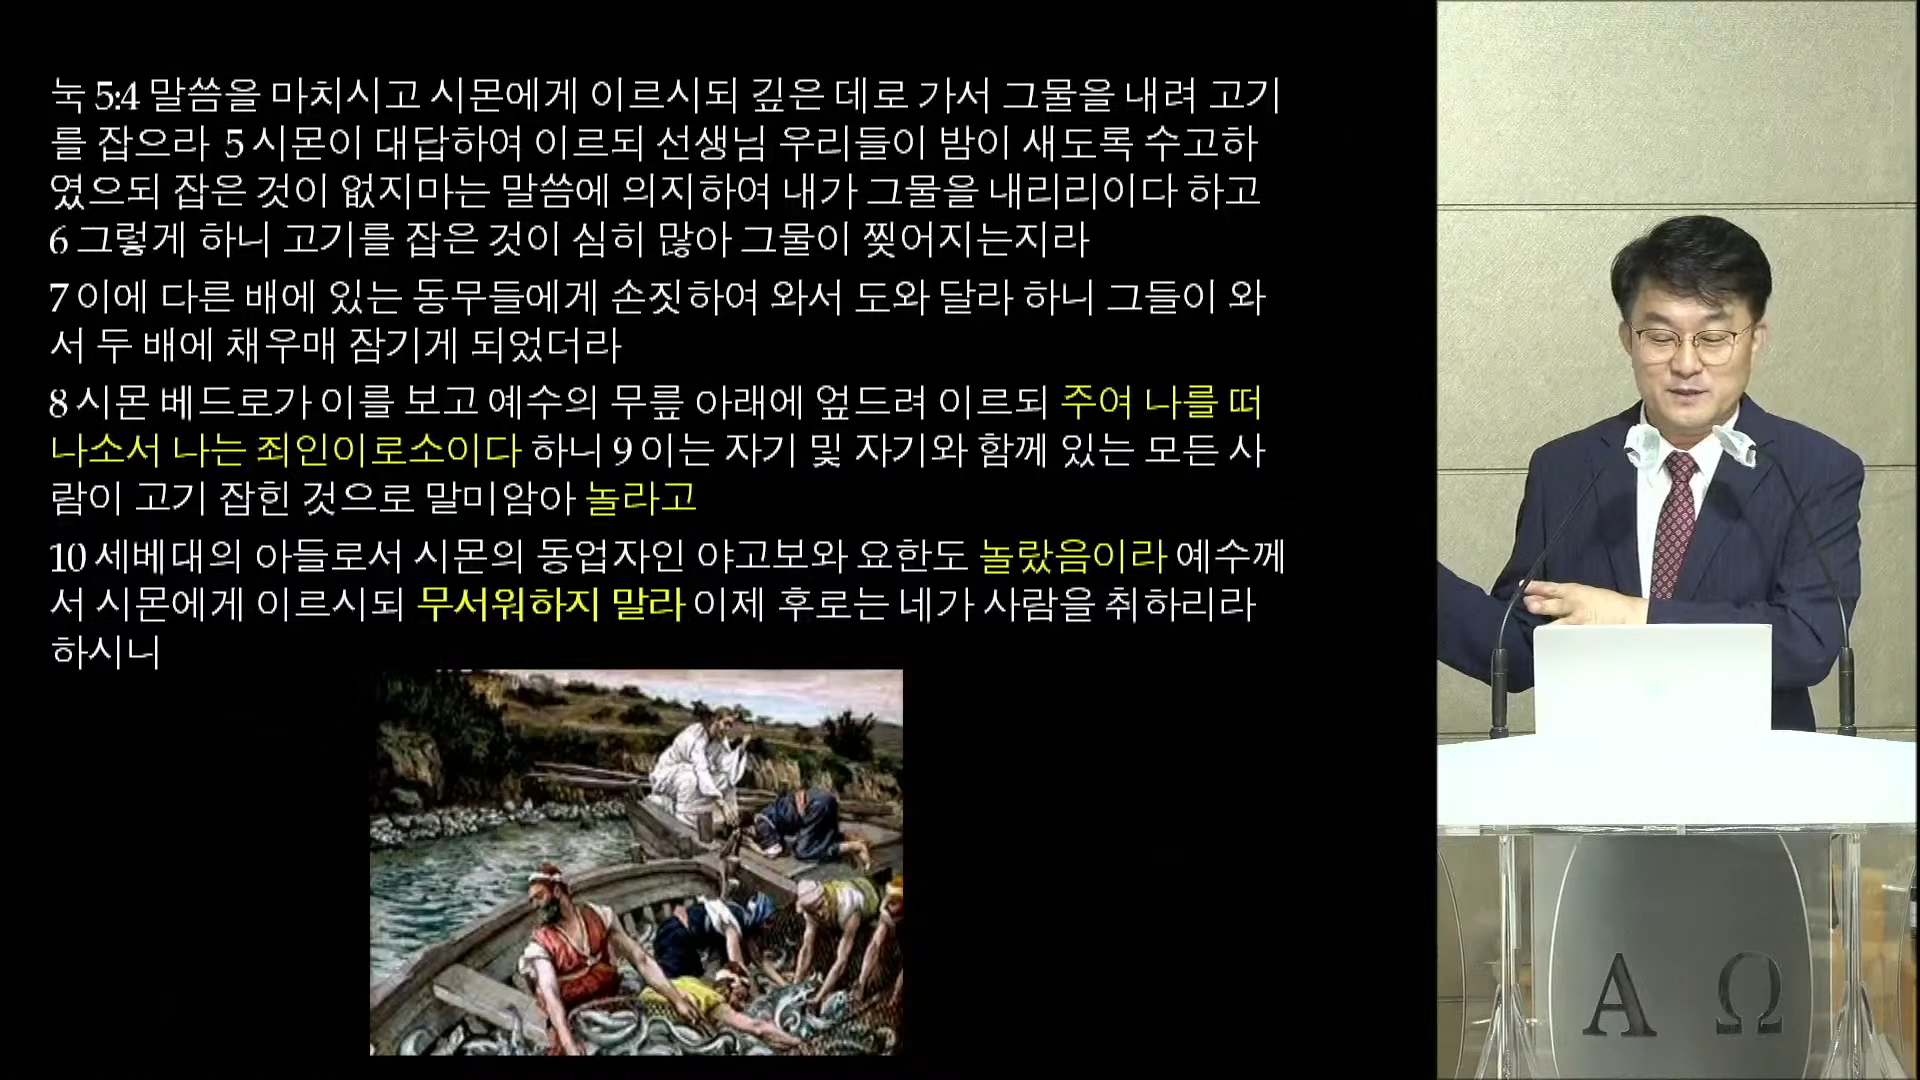 눅 5:4 말씀을 마치시고 시몬에게 이르시되 깊은 데로 가서 그물을 내려 고기
를 잡으라 5 시몬이 대답하여 이르되 선생님 우리들이 밤이 새도록 수고하
였으되 잡은 것이 없지마는 말씀에 의지하여 내가 그물을 내리리이다 하고
6 그렇게 하니 고기를 잡은 것이 심히 많아 그물이 찢어지는지라
7 이에 다른 배에 있는 동무들에게 손짓하여 와서 도와 달라 하니 그들이 와
서 두 배에 채우매 잠기게 되었더라
8 시몬 베드로가 이를 보고 예수의 무릎 아래에 엎드려 이르되 주여 나를 떠
나소서 나는 죄인이로소이다 하니 9 이는 자기 및 자기와 함께 있는 모든 사
람이 고기 잡힌 것으로 말미암아 놀라고
10 세베대의 아들로서 시몬의 동업자인 야고보와 요한도 놀랐음이라 예수께
서 시몬에게 이르시되 무서워하지 말라 이제 후로는 네가 사람을 취하리라
하시니
Α Ω